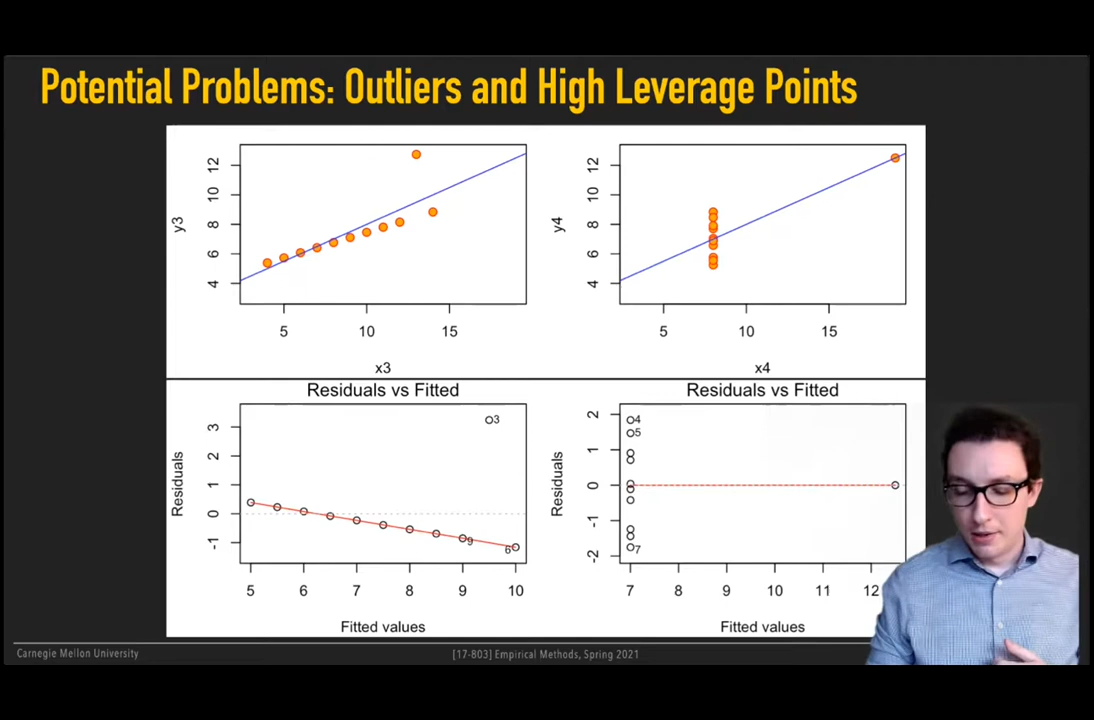 Potential Problems: Outliers and High Leverage Points
y3
4 6 8 10 12
5 10 15
x3
y4
4 6 8 10 12
5 10 15
x4
Residuals vs Fitted
Residuals
-1 0 1 2 3
3
9
6
5 6 7 8 9 10
Fitted values
Residuals vs Fitted
Residuals
-2 -1 0 1 2
4
5
7
7 8 9 10 11 12
Fitted values
Carnegie Mellon University
[17-803] Empirical Methods, Spring 2021